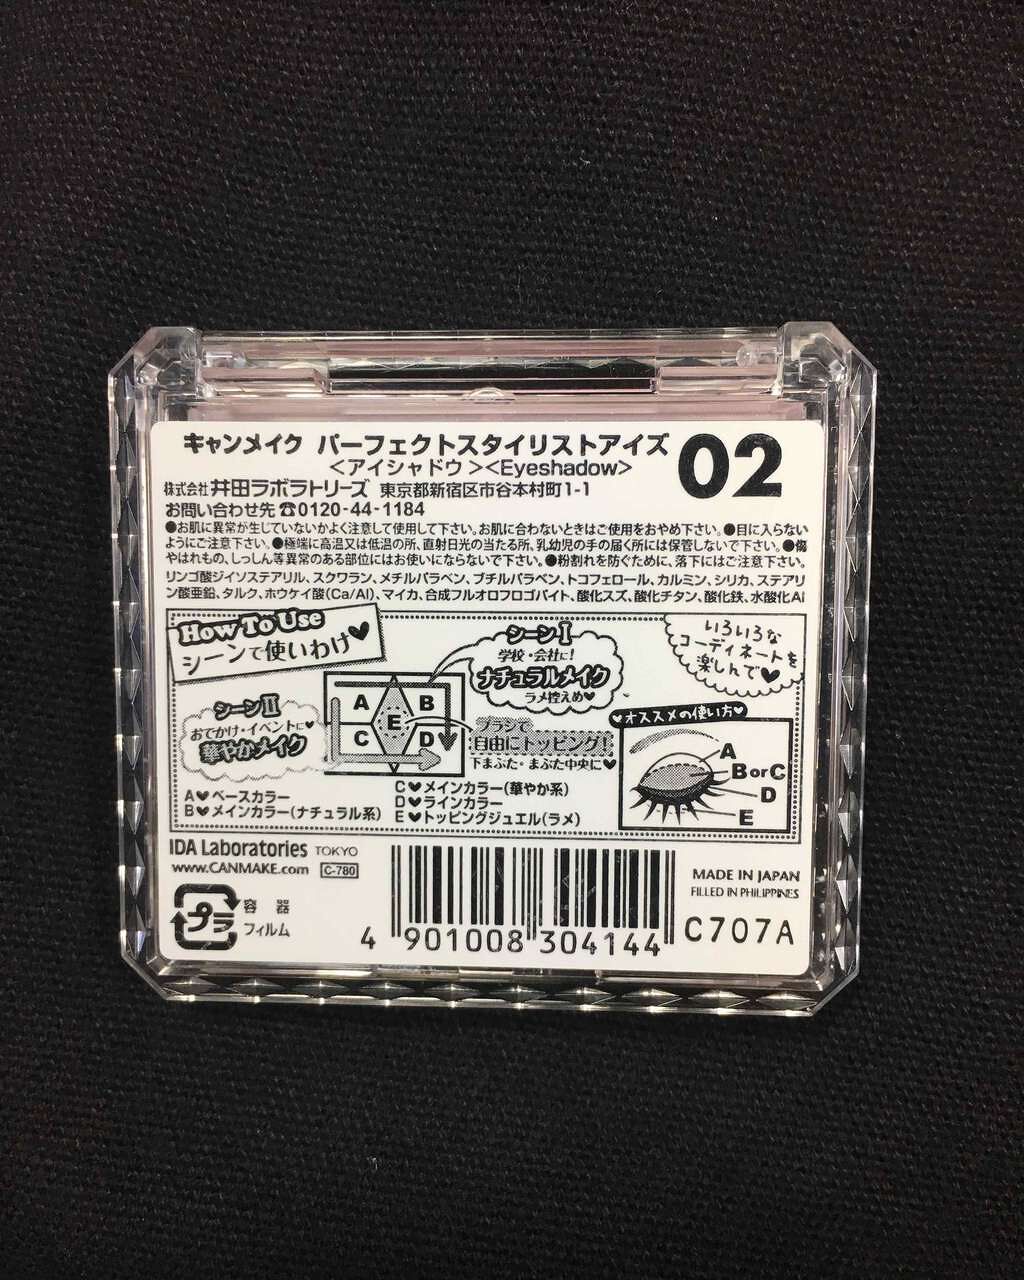 キャンメイク パーフェクトスタイリストアイズ 02
＜アイシャドウ＞<Eyeshadow>
株式会社 井田ラボラトリーズ 東京都新宿区市谷本村町1-1
お問い合わせ先☎0120-44-1184
●お肌に異常が生じていないかよく注意して使用して下さい。お肌に合わないときはご使用をおやめ下さい。●目に入らない
ようにご注意下さい。●極端に高温又は低温の所、直射日光の当たる所、乳幼児の手の届く所には保管しないで下さい。●傷
やはれもの、しっしん等異常のある部位にはお使いにならないで下さい。●粉割れを防ぐために、落下にはご注意下さい。
リンゴ酸ジイソステアリル、スクワラン、メチルパラベン、ブチルパラベン、トコフェロール、カルミン、シリカ、ステアリ
ン酸亜鉛、タルク、ホウケイ酸(Ca/Al)、マイカ、合成フルオロフロゴパイト、酸化スズ、酸化チタン、酸化鉄、水酸化Al
How To Use
シーンで使いわけ♥
シーンI
学校・会社に!
ナチュラルメイク
ラメ控えめ♥
いろいろな
コーディネートを
楽しんで♥
シーンII
おでかけ・イベントに♥
華やかメイク
A B
E
C D
ブラシで
自由にトッピング!
下まぶた・まぶた中央に♥
♥オススメの使い方♥
A
B or C
D
E
A♥ベースカラー
B♥メインカラー(ナチュラル系)
C♥メインカラー(華やか系)
D♥ラインカラー
E♥トッピングジュエル(ラメ)
IDA Laboratories TOKYO
www.CANMAKE.com C-780
プラ
容器
フィルム
4 901008 304144
MADE IN JAPAN
FILLED IN PHILIPPINES
C707A